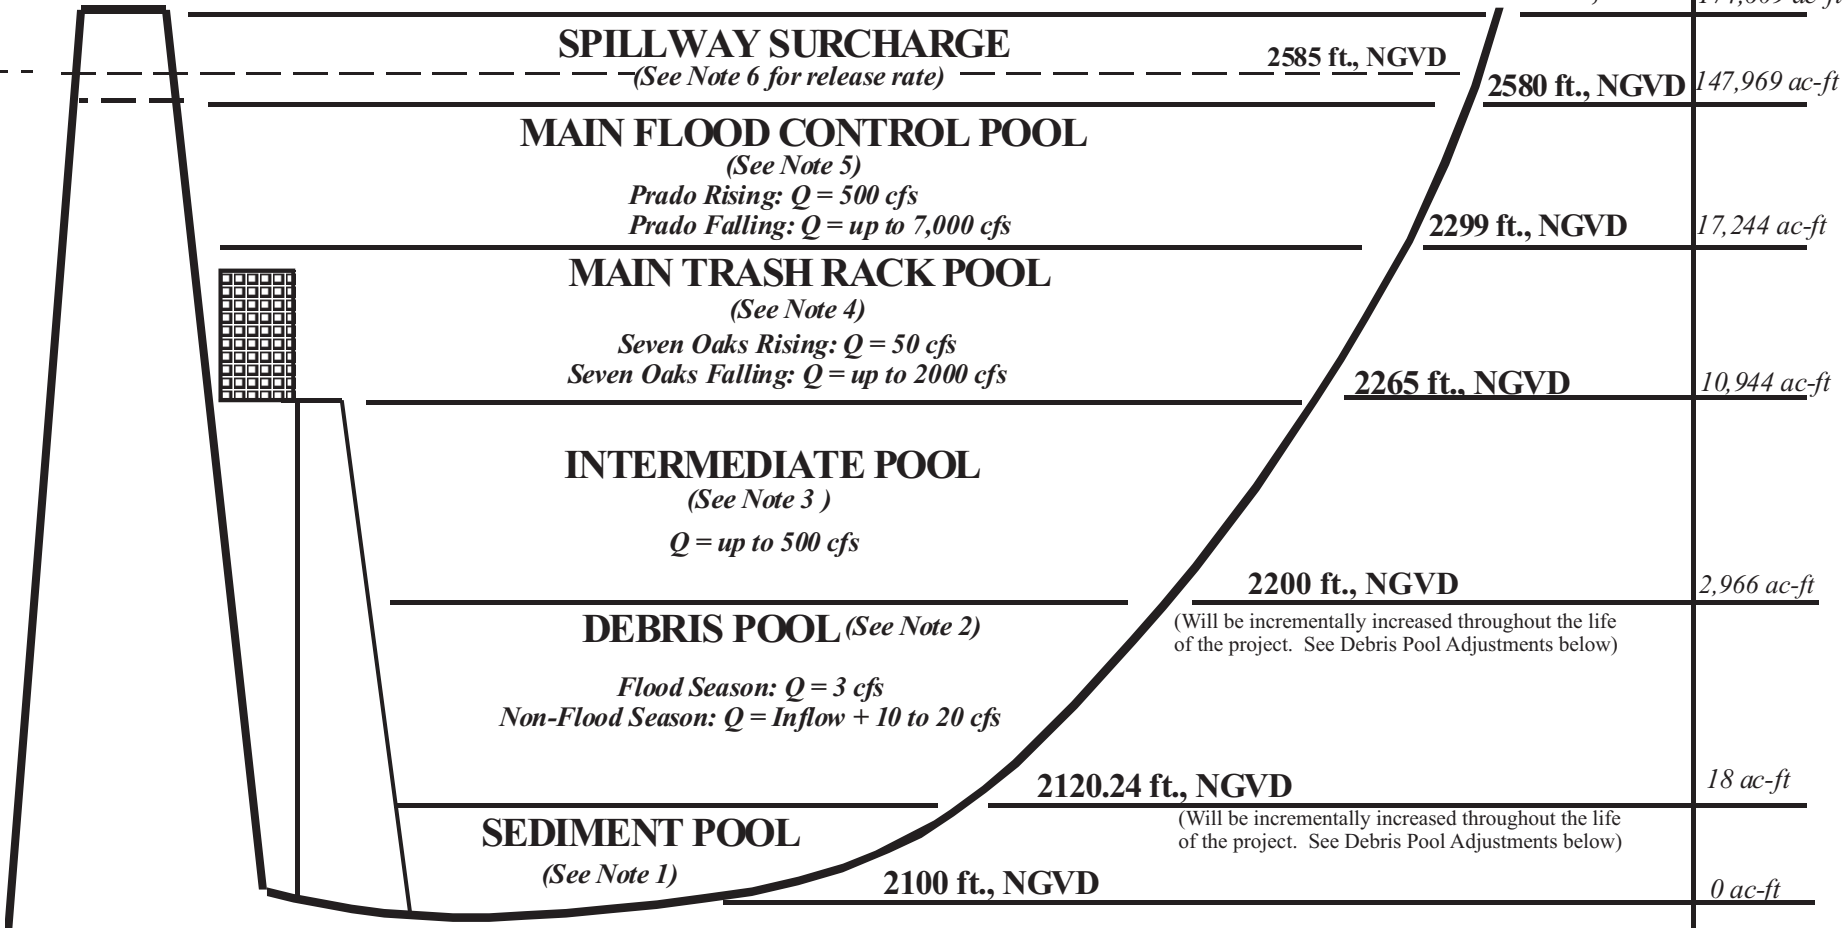 SPILLWAY SURCHARGE
(See Note 6 for release rate)
2585 ft., NGVD
2580 ft., NGVD
147,969 ac-ft
MAIN FLOOD CONTROL POOL
(See Note 5)
Prado Rising: Q = 500 cfs
Prado Falling: Q = up to 7,000 cfs
2299 ft., NGVD
17,244 ac-ft
MAIN TRASH RACK POOL
(See Note 4)
Seven Oaks Rising: Q = 50 cfs
Seven Oaks Falling: Q = up to 2000 cfs
2265 ft., NGVD
10,944 ac-ft
INTERMEDIATE POOL
(See Note 3 )
Q = up to 500 cfs
2200 ft., NGVD
2,966 ac-ft
DEBRIS POOL (See Note 2)
(Will be incrementally increased throughout the life
of the project. See Debris Pool Adjustments below)
Flood Season: Q = 3 cfs
Non-Flood Season: Q = Inflow + 10 to 20 cfs
2120.24 ft., NGVD
18 ac-ft
SEDIMENT POOL
(Will be incrementally increased throughout the life
of the project. See Debris Pool Adjustments below)
(See Note 1)
2100 ft., NGVD
0 ac-ft